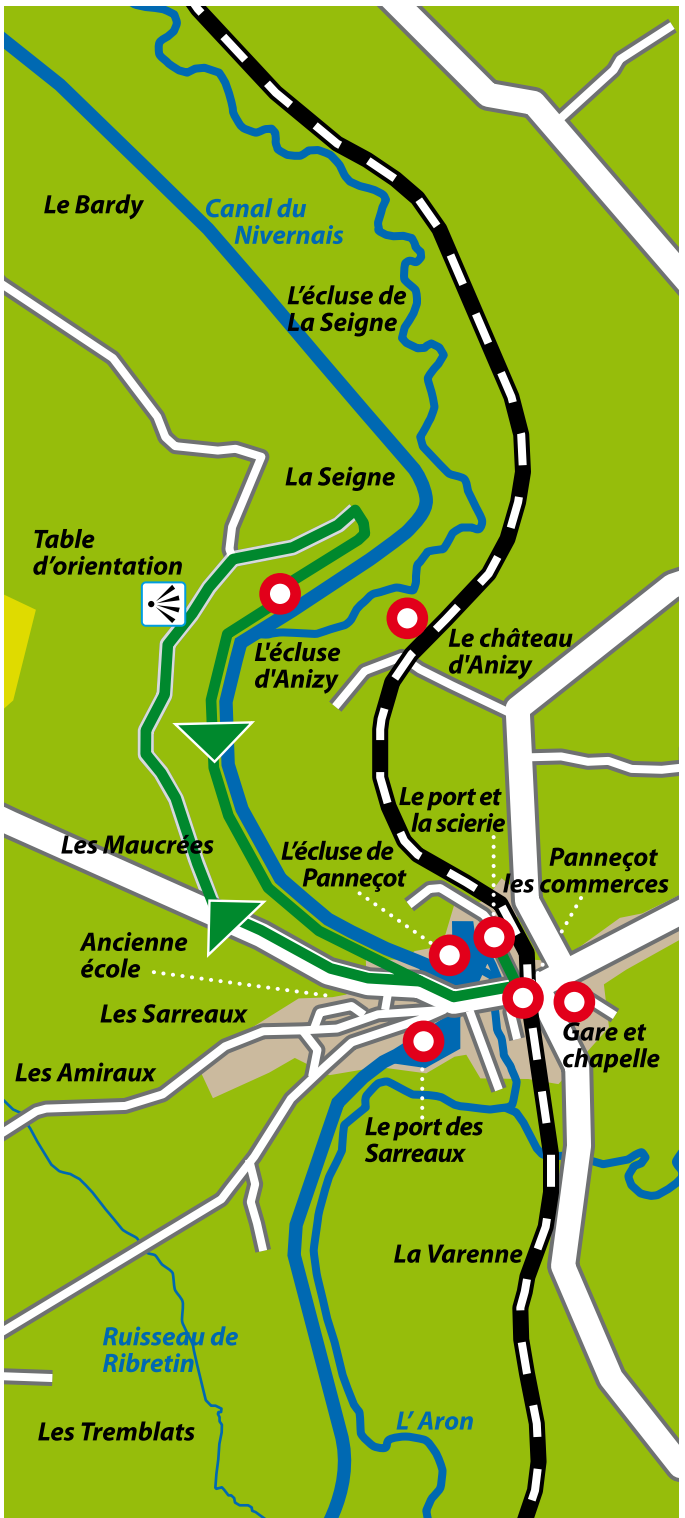 Le Bardy
Canal du
Nivernais
L'écluse de
La Seigne
La Seigne
Table
d'orientation
L'écluse
d'Anizy
Le château
d'Anizy
Le port et
la scierie
Les Maucrées
L'écluse de
Panneçot
Panneçot
les commerces
Ancienne
école
Les Sarreaux
Gare et
chapelle
Les Amiraux
Le port des
Sarreaux
La Varenne
Ruisseau de
Ribretin
L' Aron
Les Tremblats